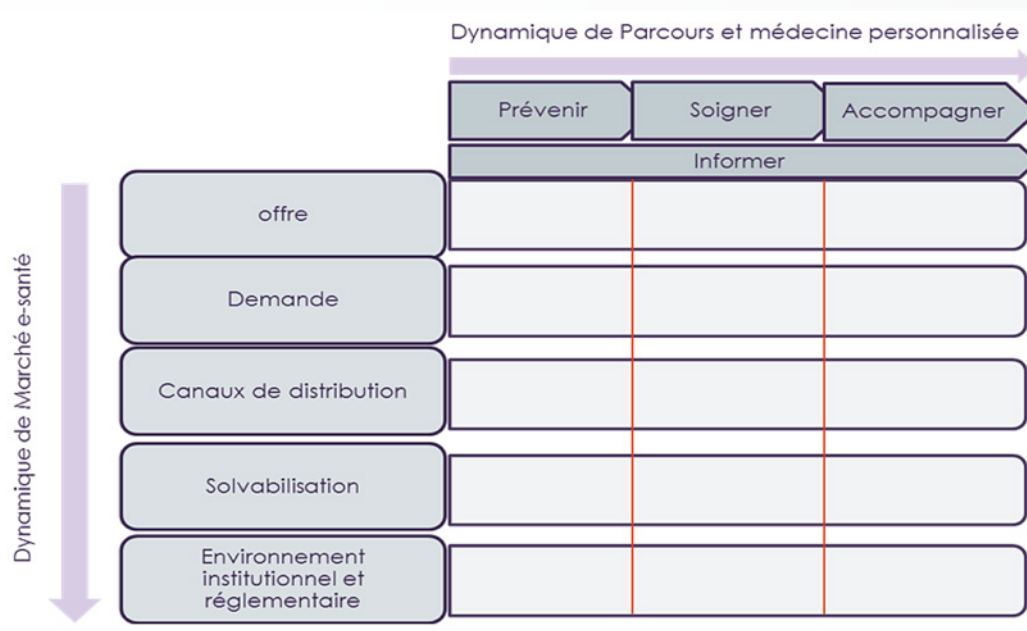 Dynamique de Parcours et médecine personnalisée
Prévenir
Soigner
Accompagner
Informer
Dynamique de Marché e-santé
offre
Demande
Canaux de distribution
Solvabilisation
Environnement
institutionnel et
réglementaire